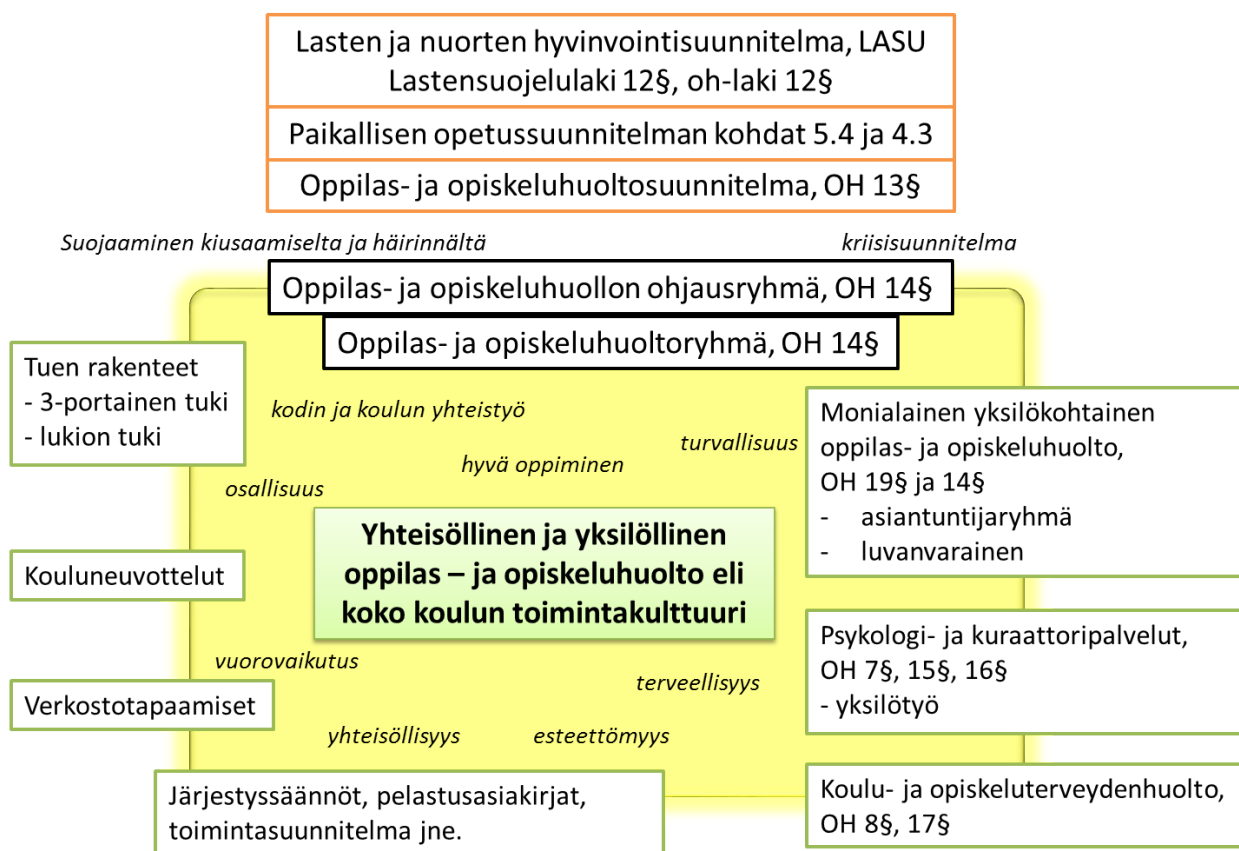 Lasten ja nuorten hyvinvointisuunnitelma, LASU
Lastensuojelulaki 12§, oh-laki 12§
Paikallisen opetussuunnitelman kohdat 5.4 ja 4.3
Oppilas- ja opiskeluhuoltosuunnitelma, OH 13§
Suojaaminen kiusaamiselta ja häirinnältä
kriisisuunnitelma
Oppilas- ja opiskeluhuollon ohjausryhmä, OH 14§
Oppilas- ja opiskeluhuoltoryhmä, OH 14§
Tuen rakenteet
- 3-portainen tuki
- lukion tuki
kodin ja koulun yhteistyö
turvallisuus
hyvä oppiminen
osallisuus
Monialainen yksilökohtainen
oppilas- ja opiskeluhuolto,
OH 19§ ja 14§
- asiantuntijaryhmä
- luvanvarainen
Yhteisöllinen ja yksilöllinen
oppilas – ja opiskeluhuolto eli
koko koulun toimintakulttuuri
Kouluneuvottelut
Psykologi- ja kuraattoripalvelut,
OH 7§, 15§, 16§
- yksilötyö
vuorovaikutus
terveellisyys
Verkostotapaamiset
yhteisöllisyys
esteettömyys
Järjestyssäännöt, pelastusasiakirjat,
toimintasuunnitelma jne.
Koulu- ja opiskeluterveydenhuolto,
OH 8§, 17§